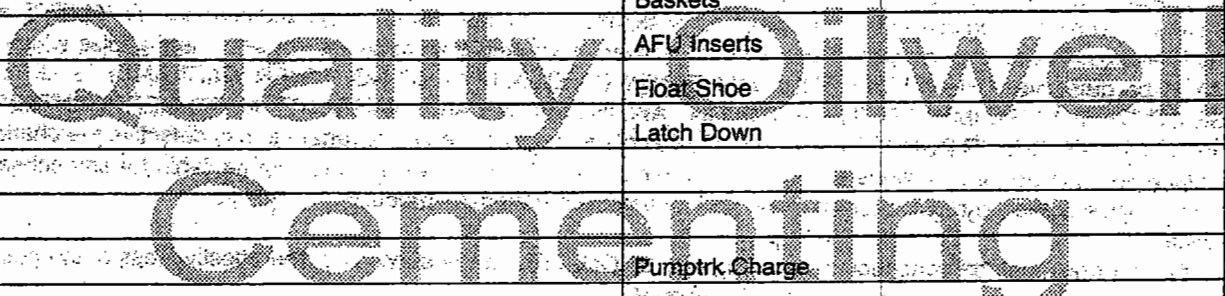 Baskets
Quality Oilwell
AFU Inserts
Float Shoe
Latch Down
Cementing
Pumptrk Charge